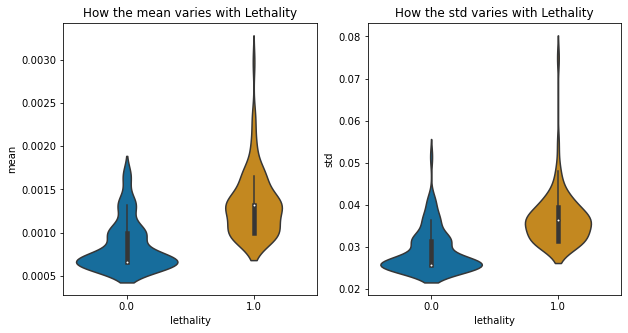 How the mean varies with Lethality
mean
0.0030
0.0025
0.0020
0.0015
0.0010
0.0005
0.0
1.0
lethality
How the std varies with Lethality
std
0.08
0.07
0.06
0.05
0.04
0.03
0.02
0.0
1.0
lethality